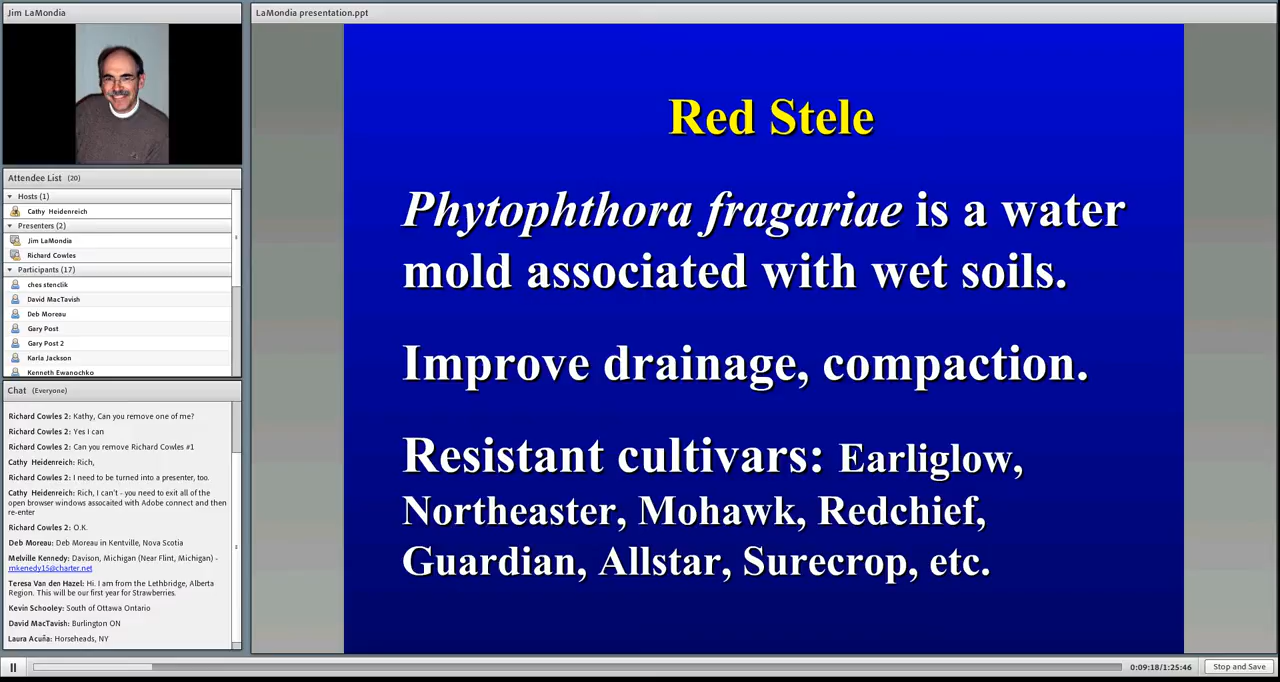 Jim LaMondia
LaMondia presentation.ppt
Attendee List (20)
Hosts (1)
Cathy Heidenreich
Presenters (2)
Jim LaMondia
Richard Cowles
Participants (17)
ches stenclik
David MacTavish
Deb Moreau
Gary Post
Gary Post 2
Karla Jackson
Kenneth Ewanochko
Chat (Everyone)
Richard Cowles 2: Kathy, Can you remove one of me?
Richard Cowles 2: Yes I can
Richard Cowles 2: Can you remove Richard Cowles #1
Cathy Heidenreich: Rich,
Richard Cowles 2: I need to be turned into a presenter, too.
Cathy Heidenreich: Rich, I can't - you need to exit all of the
open browser windows assocaited with Adobe connect and then
re-enter
Richard Cowles 2: O.K.
Deb Moreau: Deb Moreau in Kentville, Nova Scotia
Melville Kennedy: Davison, Michigan (Near Flint, Michigan) -
mkenedy15@charter.net
Teresa Van den Hazel: Hi. I am from the Lethbridge, Alberta
Region. This will be our first year for Strawberries.
Kevin Schooley: South of Ottawa Ontario
David MacTavish: Burlington ON
Laura Acuña: Horseheads, NY
Red Stele
Phytophthora fragariae is a water
mold associated with wet soils.
Improve drainage, compaction.
Resistant cultivars: Earliglow,
Northeaster, Mohawk, Redchief,
Guardian, Allstar, Surecrop, etc.
0:09:18/1:25:46
Stop and Save